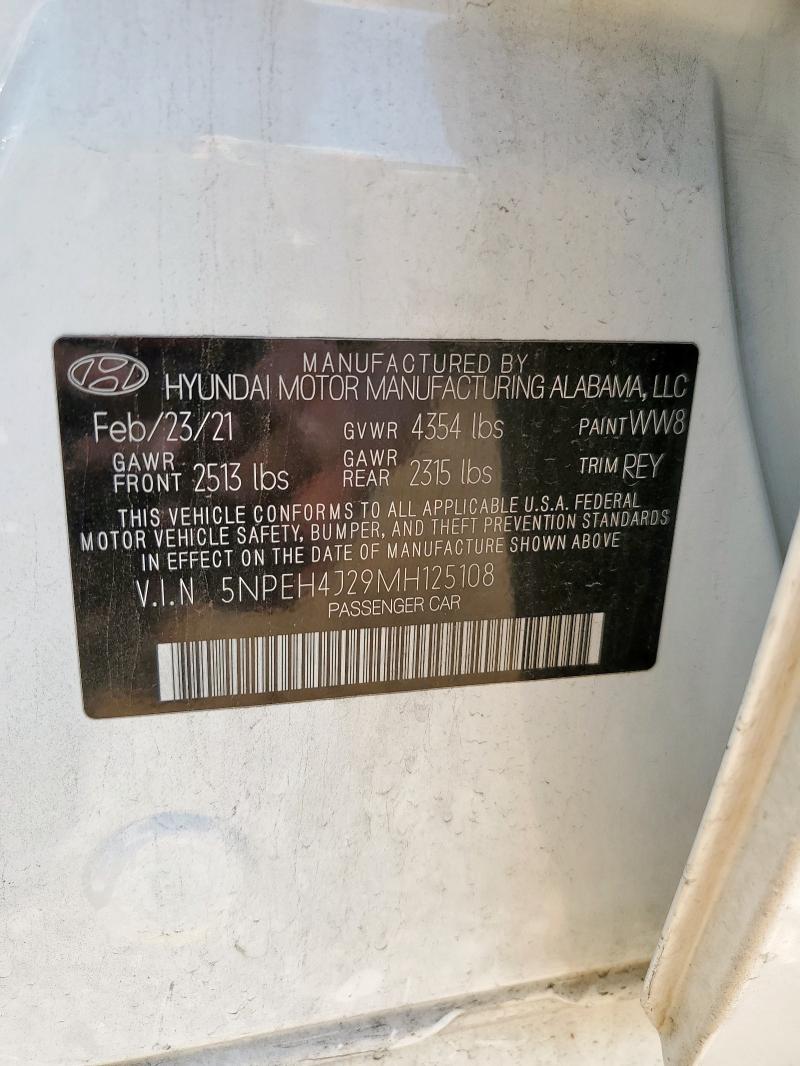 MANUFACTURED BY
HYUNDAI MOTOR MANUFACTURING ALABAMA, LLC
Feb/23/21 GVWR 4354 lbs PAINT WW8
GAWR FRONT 2513 lbs GAWR REAR 2315 lbs TRIM REY
THIS VEHICLE CONFORMS TO ALL APPLICABLE U.S.A. FEDERAL
MOTOR VEHICLE SAFETY, BUMPER, AND THEFT PREVENTION STANDARDS
IN EFFECT ON THE DATE OF MANUFACTURE SHOWN ABOVE
V.I.N 5NPEH4J29MH125108
PASSENGER CAR